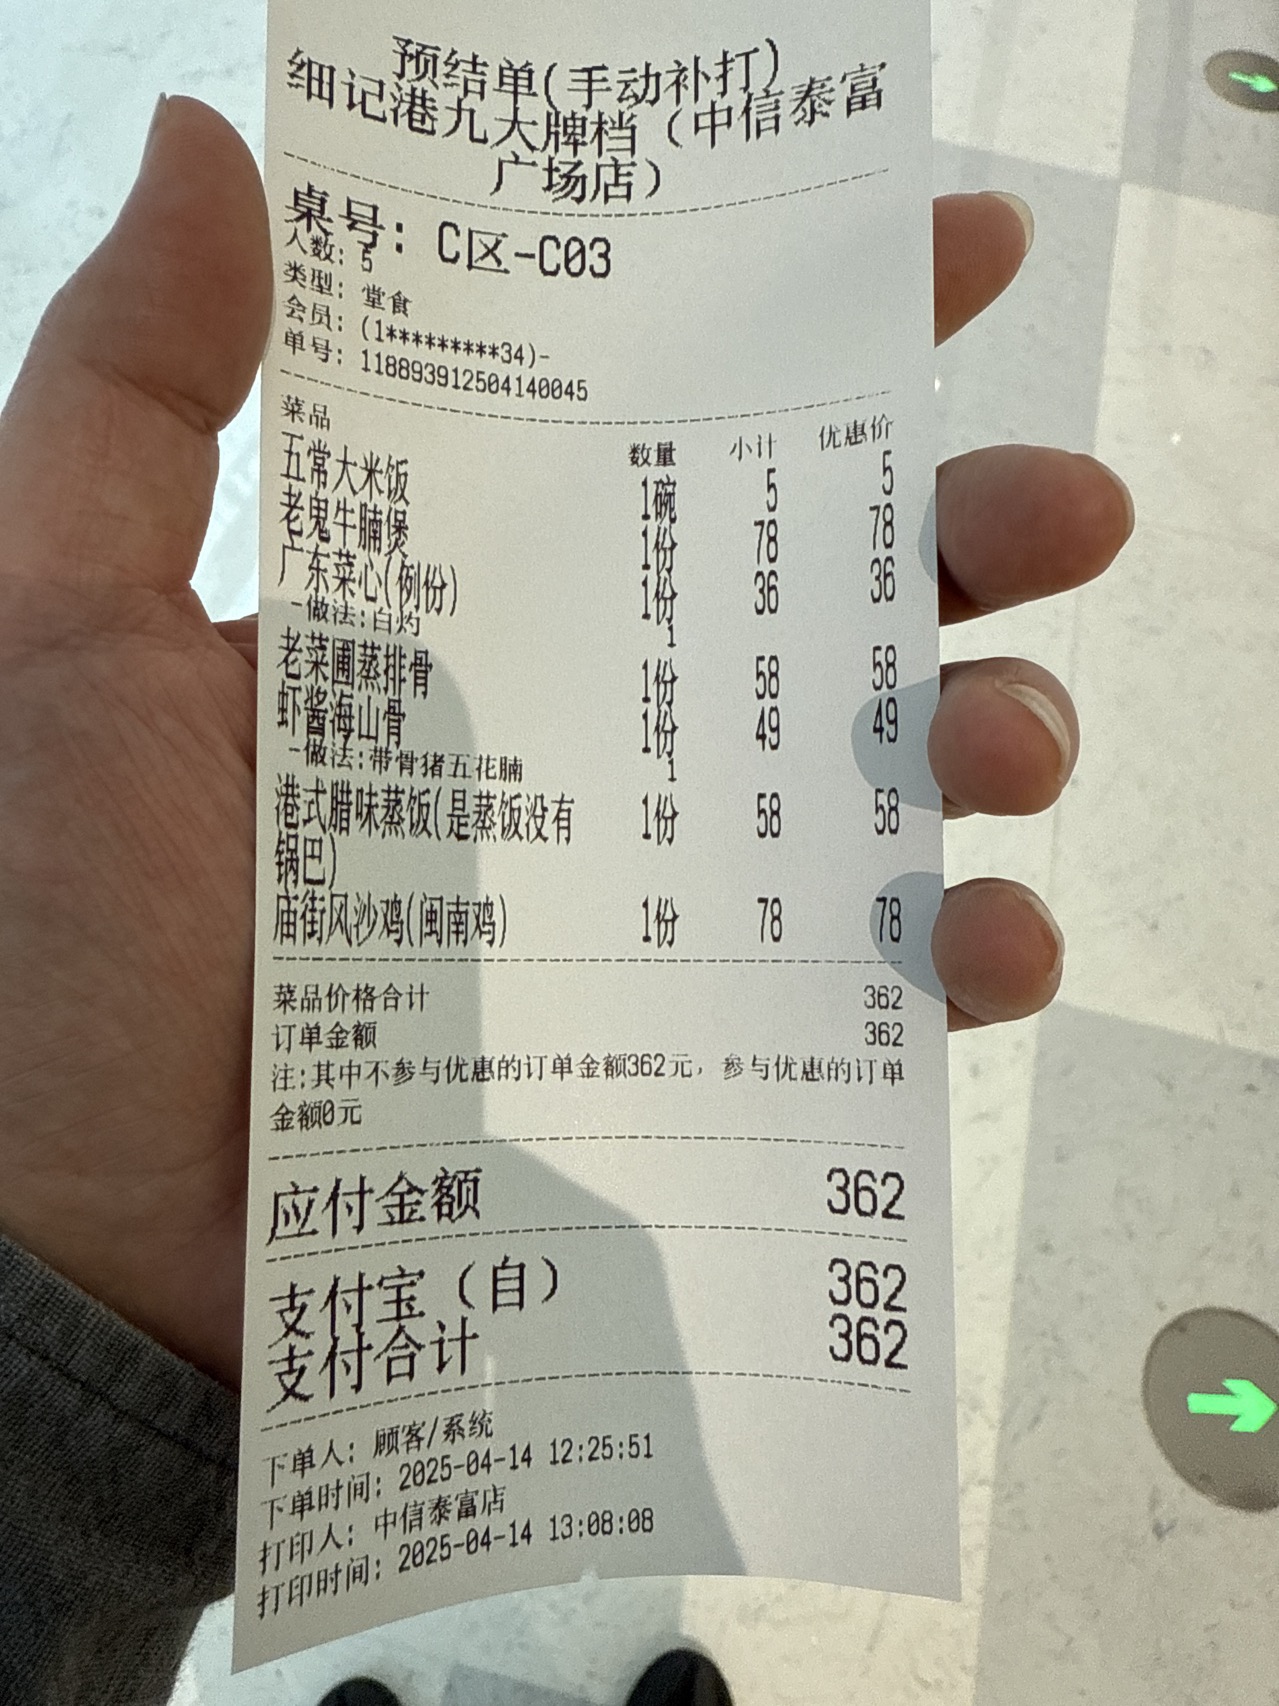 预结单(手动补打)
细记港九大牌档（中信泰富
广场店）
桌号: C区-C03
人数: 5
类型: 堂食
会员: (1*********34)-
单号: 118893912504140045
菜品 数量 小计 优惠价
五常大米饭 1碗 5 5
老鬼牛腩煲 1份 78 78
广东菜心(例份) 1份 36 36
-做法:白灼 1
老菜圃蒸排骨 1份 58 58
虾酱海山骨 1份 49 49
-做法:带骨猪五花腩 1
港式腊味蒸饭(是蒸饭没有 1份 58 58
锅巴)
庙街风沙鸡(闽南鸡) 1份 78 78
菜品价格合计 362
订单金额 362
注:其中不参与优惠的订单金额362元，参与优惠的订单
金额0元
应付金额 362
支付宝（自） 362
支付合计 362
下单人: 顾客/系统
下单时间: 2025-04-14 12:25:51
打印人: 中信泰富店
打印时间: 2025-04-14 13:08:08